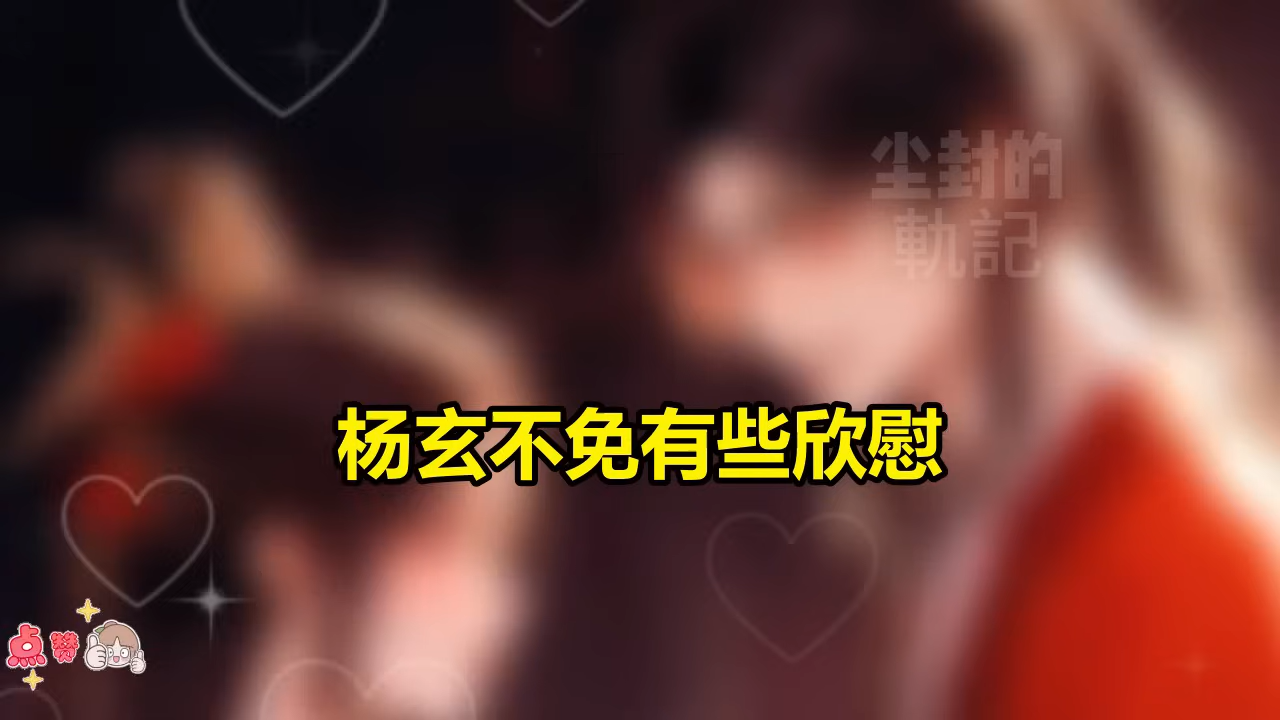 尘封的
軌記
杨玄不免有些欣慰
点赞